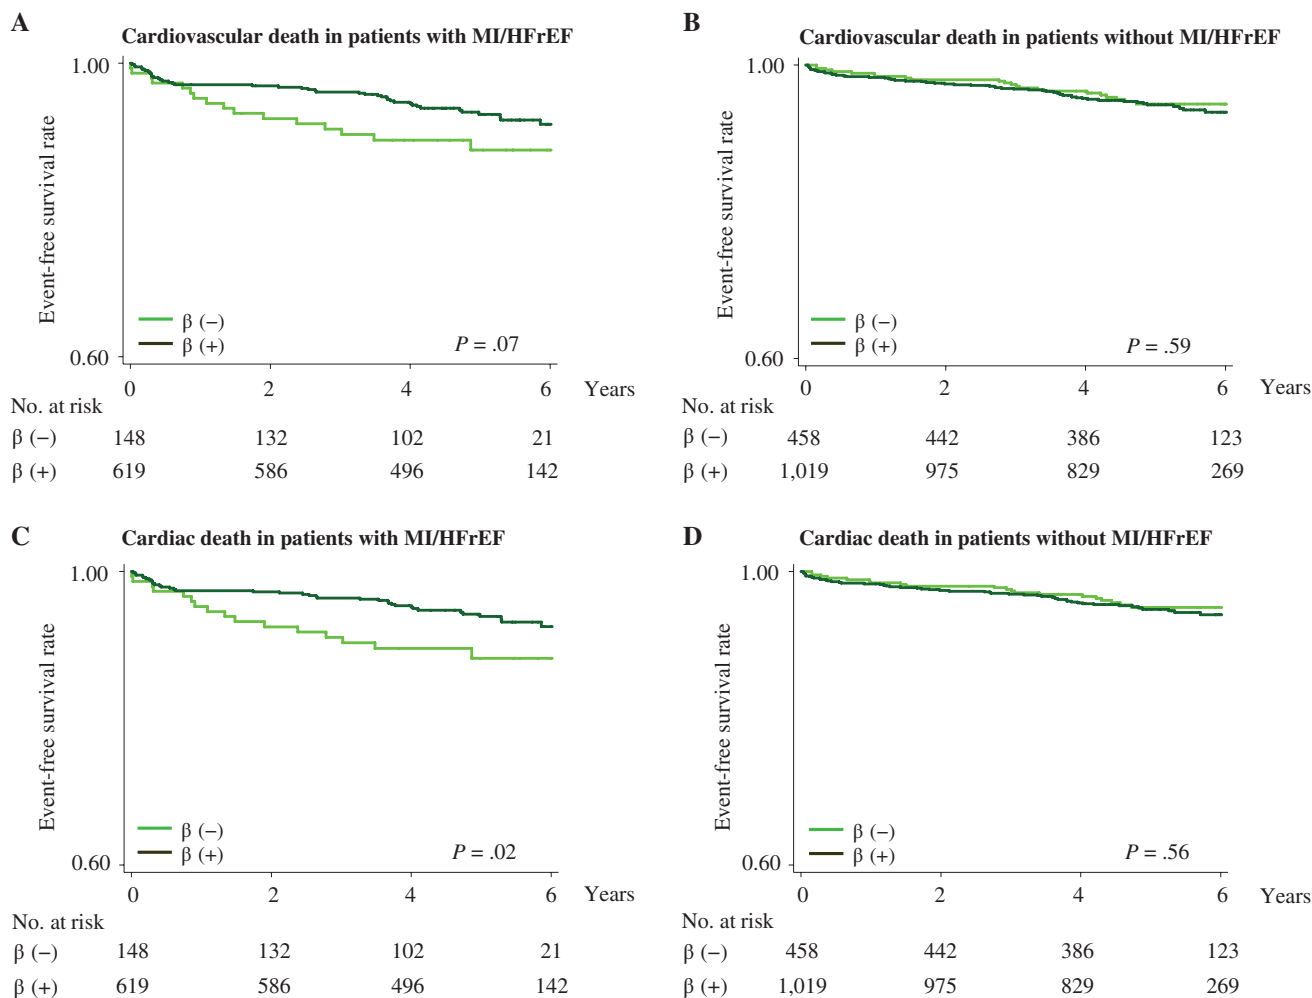 A
Cardiovascular death in patients with MI/HFrEF
1.00
Event-free survival rate
β (−)
β (+)
P = .07
0.60
0 2 4 6 Years
No. at risk
β (−) 148 132 102 21
β (+) 619 586 496 142
B
Cardiovascular death in patients without MI/HFrEF
1.00
Event-free survival rate
β (−)
β (+)
P = .59
0.60
0 2 4 6 Years
No. at risk
β (−) 458 442 386 123
β (+) 1,019 975 829 269
C
Cardiac death in patients with MI/HFrEF
1.00
Event-free survival rate
β (−)
β (+)
P = .02
0.60
0 2 4 6 Years
No. at risk
β (−) 148 132 102 21
β (+) 619 586 496 142
D
Cardiac death in patients without MI/HFrEF
1.00
Event-free survival rate
β (−)
β (+)
P = .56
0.60
0 2 4 6 Years
No. at risk
β (−) 458 442 386 123
β (+) 1,019 975 829 269